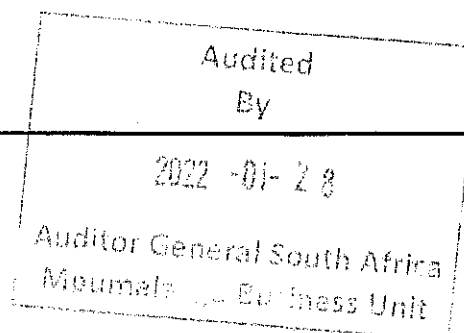 Audited
By
2022 -01- 28
Auditor General South Africa
Business Unit